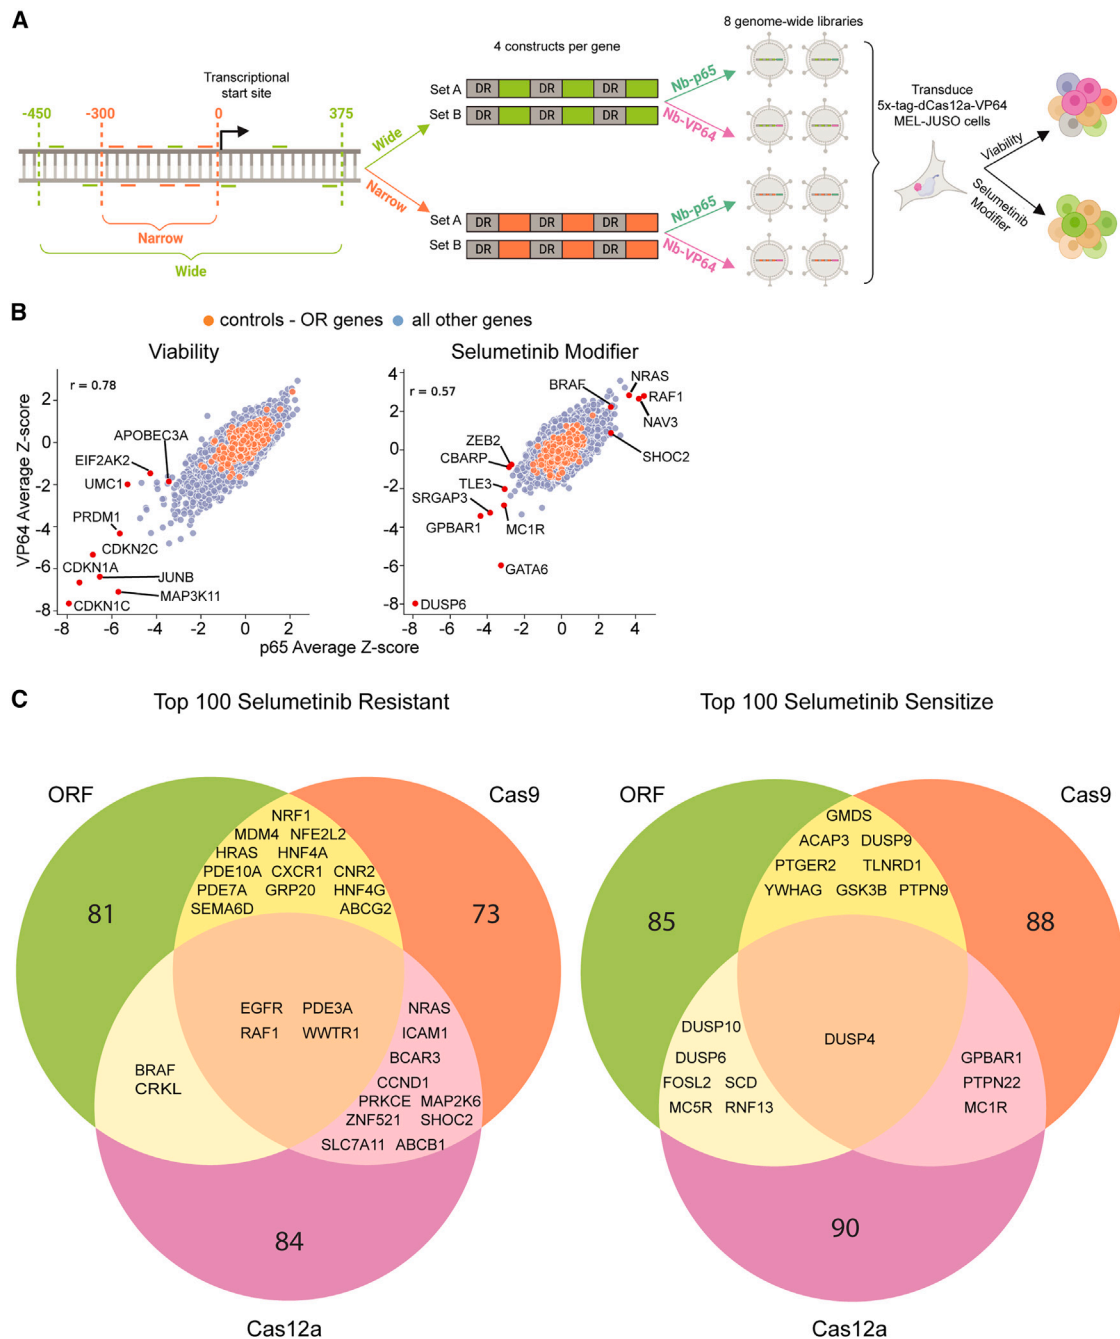 A
8 genome-wide libraries
4 constructs per gene
Transcriptional
start site
-450
-300
0
375
Wide
Narrow
Narrow
Wide
Set A DR DR DR
Set B DR DR DR
Set A DR DR DR
Set B DR DR DR
Nb-p65
Nb-VP64
Nb-p65
Nb-VP64
Transduce
5x-tag-dCas12a-VP64
MEL-JUSO cells
Viability
Selumetinib
Modifier
B
controls - OR genes all other genes
Viability
r = 0.78
VP64 Average Z-score
2
0
-2
-4
-6
-8
-8 -6 -4 -2 0 2
APOBEC3A
EIF2AK2
UMC1
PRDM1
CDKN2C
CDKN1A
JUNB
MAP3K11
CDKN1C
Selumetinib Modifier
r = 0.57
4
2
0
-2
-4
-6
-8
-8 -6 -4 -2 0 2 4
BRAF
NRAS
RAF1
NAV3
SHOC2
ZEB2
CBARP
TLE3
SRGAP3
GPBAR1
MC1R
GATA6
DUSP6
p65 Average Z-score
C
Top 100 Selumetinib Resistant
ORF
Cas9
NRF1
MDM4 NFE2L2
HRAS HNF4A
PDE10A CXCR1 CNR2
PDE7A GRP20 HNF4G
SEMA6D ABCG2
81
73
EGFR PDE3A
RAF1 WWTR1
NRAS
ICAM1
BCAR3
CCND1
PRKCE MAP2K6
ZNF521 SHOC2
SLC7A11 ABCB1
BRAF
CRKL
84
Cas12a
Top 100 Selumetinib Sensitize
ORF
Cas9
GMDS
ACAP3 DUSP9
PTGER2 TLNRD1
YWHAG GSK3B PTPN9
85
88
DUSP10
DUSP6
FOSL2 SCD
MC5R RNF13
DUSP4
GPBAR1
PTPN22
MC1R
90
Cas12a